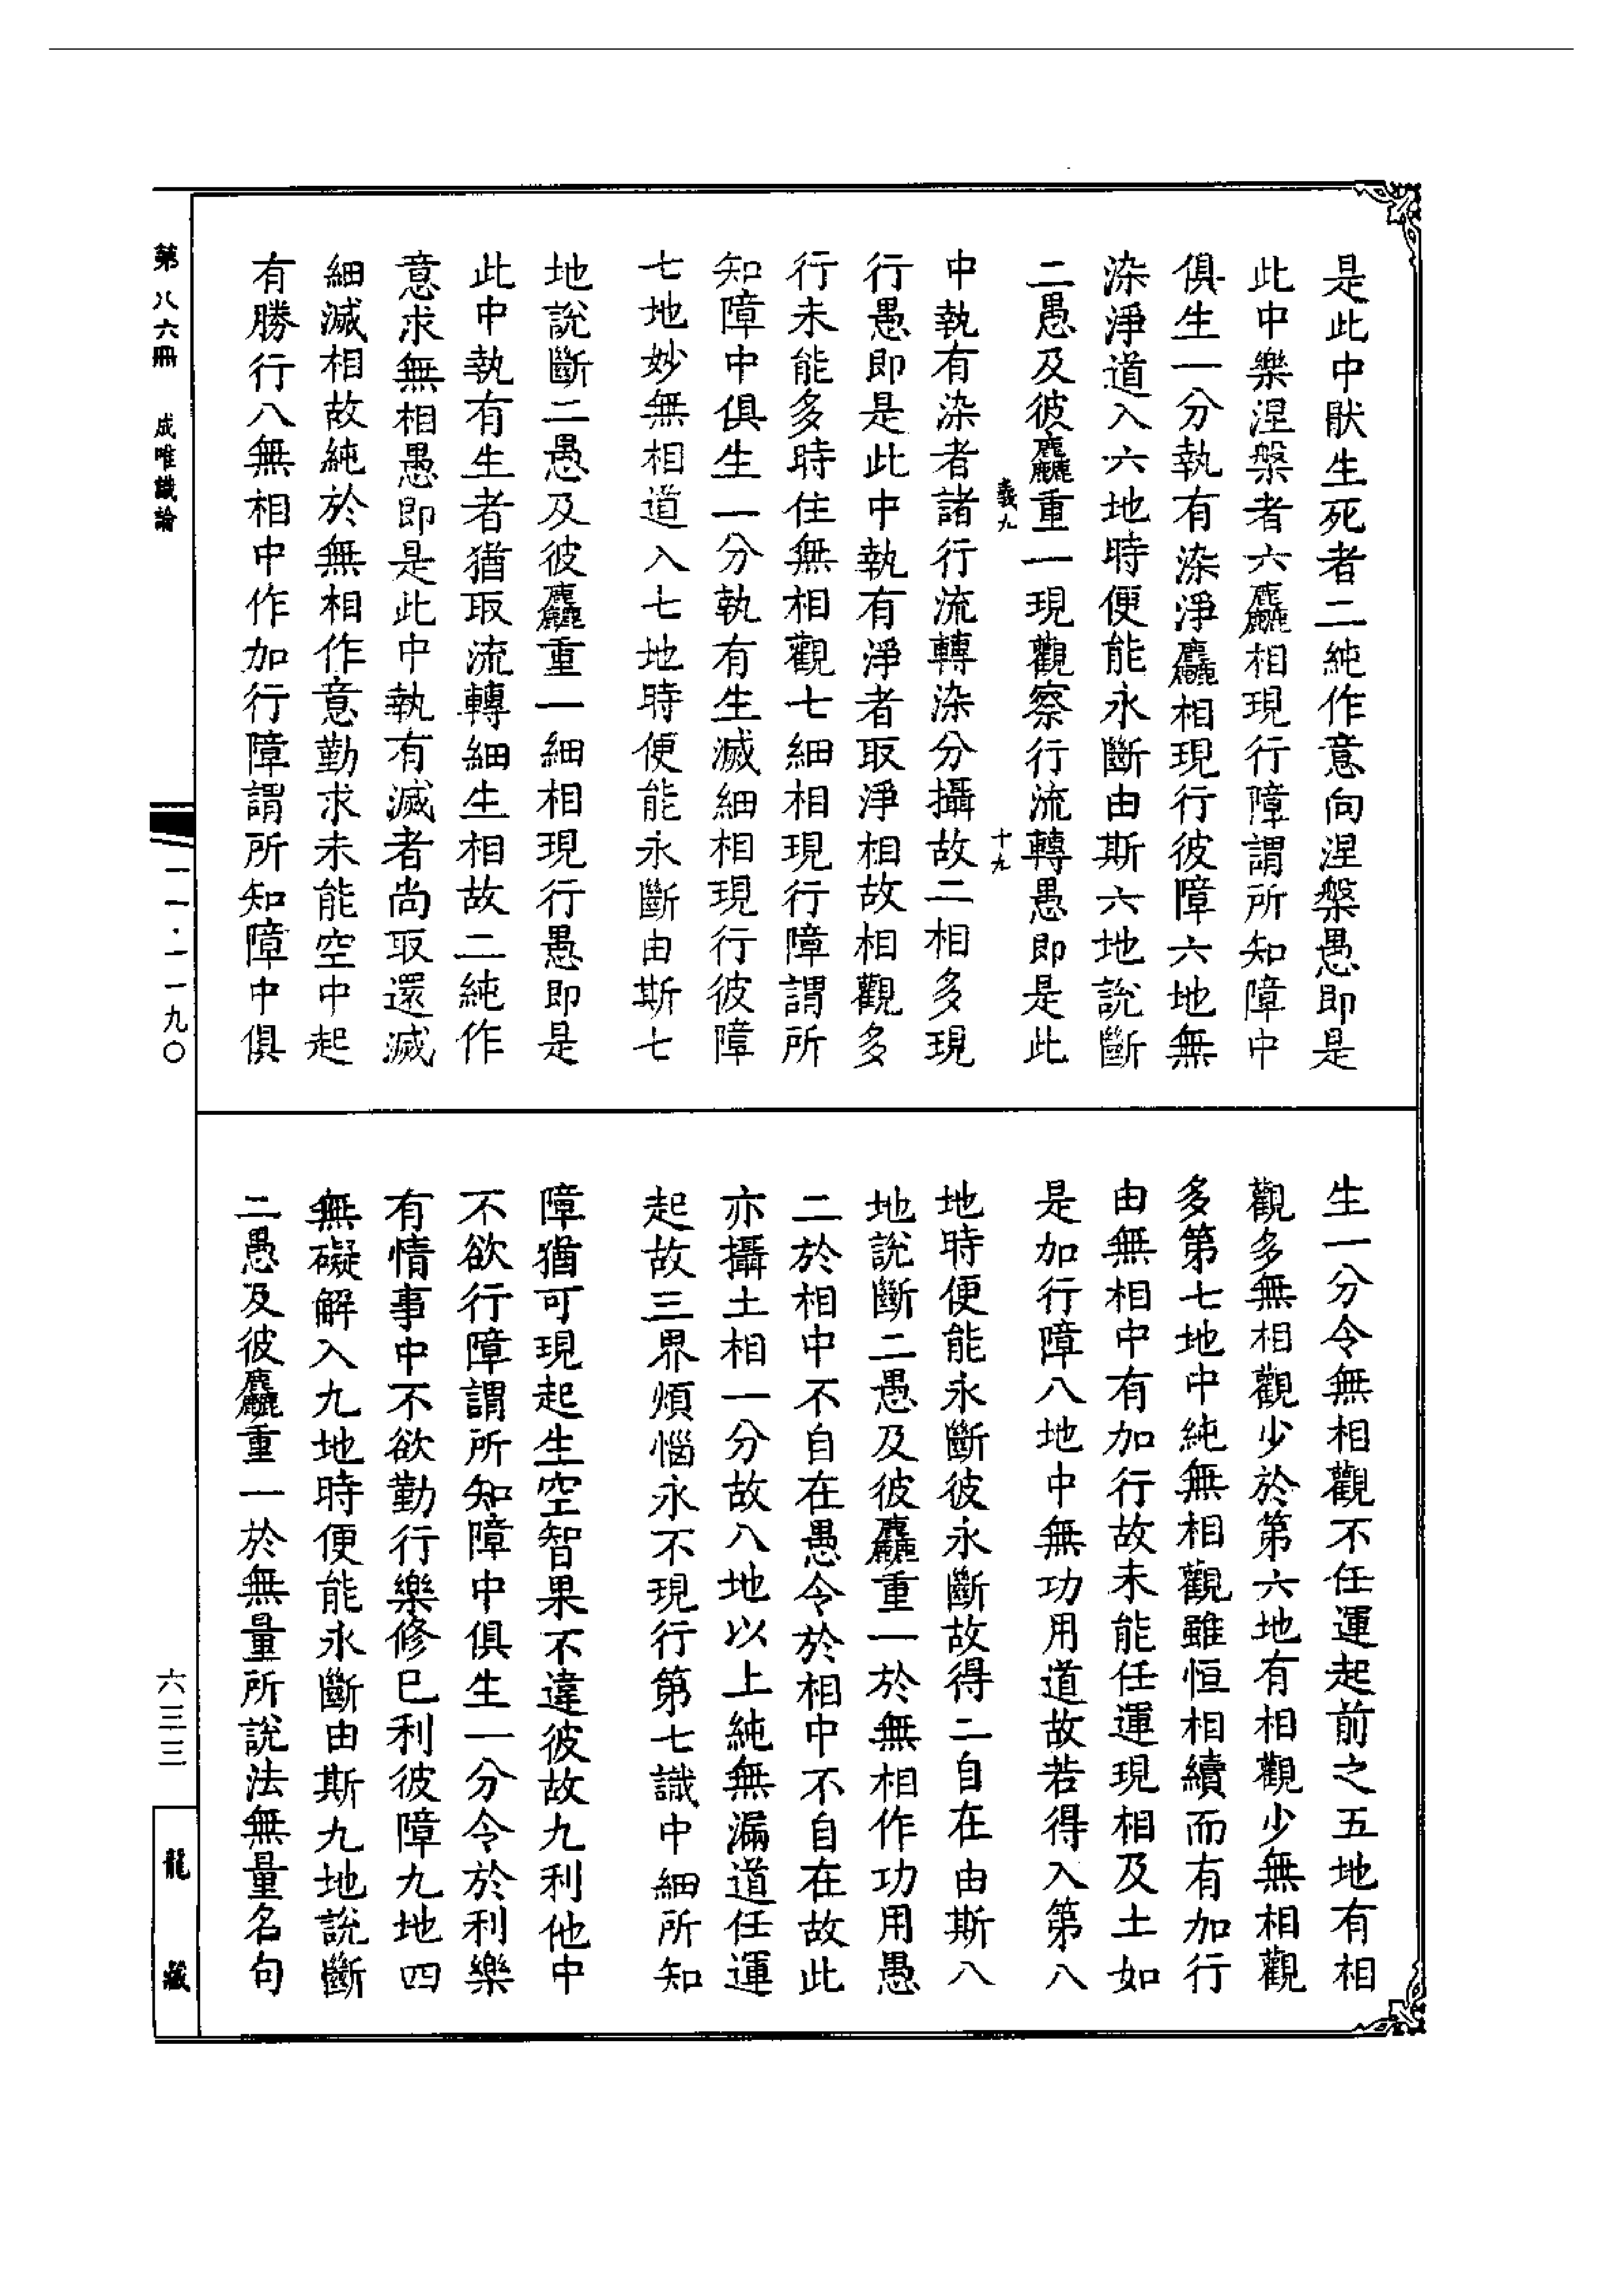 是此中猒生死者二純作意向涅槃愚即是
此中樂涅槃者六麤相現行障謂所知障中
俱生一分執有染淨麤相現行彼障六地無
染淨道入六地時便能永斷由斯六地說斷
二愚及彼麤重一現觀察行流轉愚即是此
義九 十九
中執有染者諸行流轉染分攝故二相多現
行愚即是此中執有淨者取淨相故相觀多
行未能多時住無相觀七細相現行障謂所
知障中俱生一分執有生滅細相現行彼障
七地妙無相道入七地時便能永斷由斯七
地說斷二愚及彼麤重一細相現行愚即是
此中執有生者猶取流轉細生相故二純作
意求無相愚即是此中執有滅者尚取還滅
細滅相故純於無相作意勤求未能空中起
有勝行八無相中作加行障謂所知障中俱
生一分令無相觀不任運起前之五地有相
觀多無相觀少於第六地有相觀少無相觀
多第七地中純無相觀雖恒相續而有加行
由無相中有加行故未能任運現相及土如
是加行障八地中無功用道故若得入第八
地時便能永斷彼永斷故得二自在由斯八
地說斷二愚及彼麤重一於無相作功用愚
二於相中不自在愚令於相中不自在故此
亦攝土相一分故八地以上純無漏道任運
起故三界煩惱永不現行第七識中細所知
障猶可現起生空智果不違彼故九利他中
不欲行障謂所知障中俱生一分令於利樂
有情事中不欲勤行樂修已利彼障九地四
無礙解入九地時便能永斷由斯九地說斷
二愚及彼麤重一於無量所說法無量名句
第八六冊 成唯識論
一一·一一九〇
六三三
龍藏